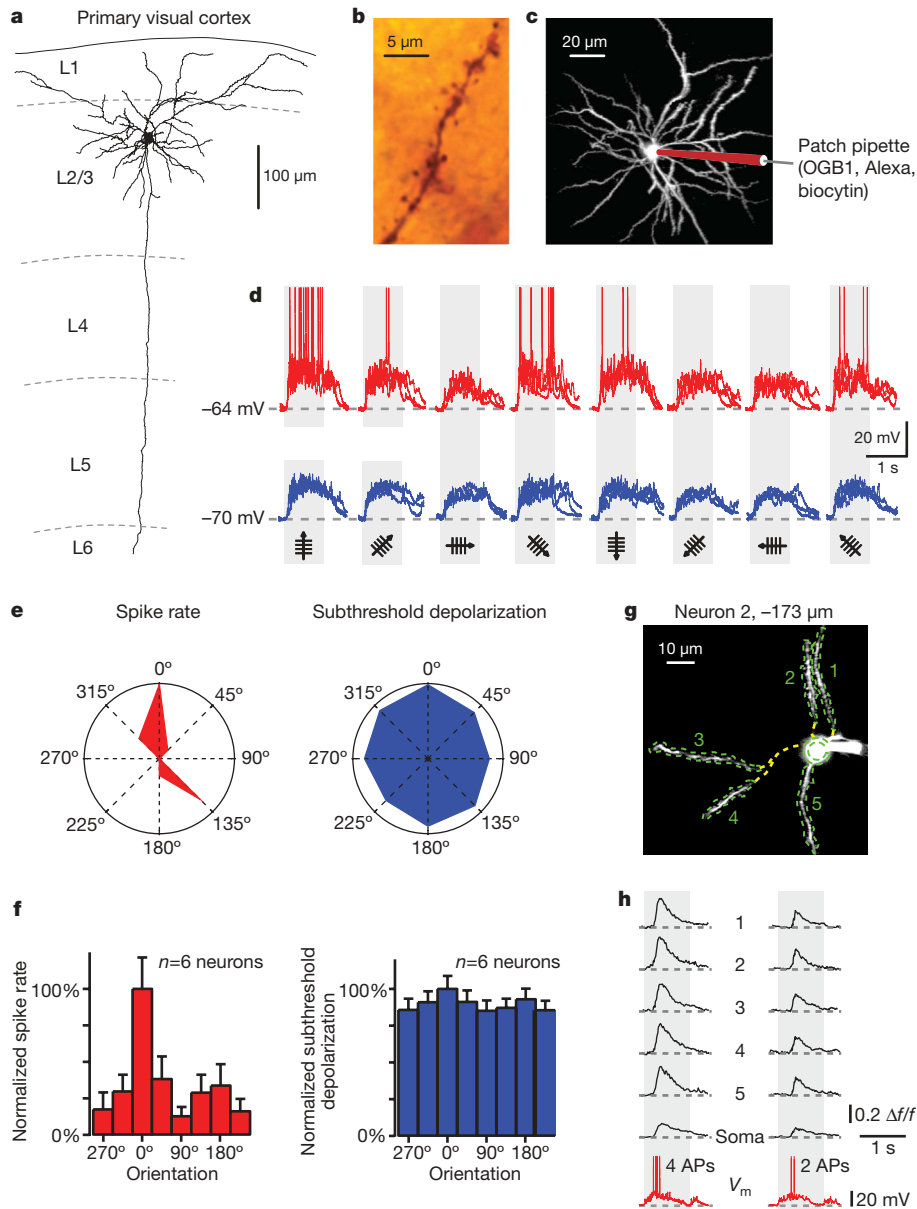 a
Primary visual cortex
L1
L2/3
100 µm
L4
L5
L6
b
5 µm
c
20 µm
Patch pipette
(OGB1, Alexa,
biocytin)
d
–64 mV
20 mV
1 s
–70 mV
e
Spike rate
0º
45º
90º
135º
180º
225º
270º
315º
Subthreshold depolarization
0º
45º
90º
135º
180º
225º
270º
315º
f
Normalized spike rate
100%
0%
n=6 neurons
270º 0º 90º 180º
Orientation
Normalized subthreshold
depolarization
100%
0%
n=6 neurons
270º 0º 90º 180º
Orientation
g
Neuron 2, –173 µm
10 µm
1
2
3
4
5
h
1
2
3
4
5
Soma
0.2 Δf/f
1 s
4 APs
Vm
2 APs
20 mV